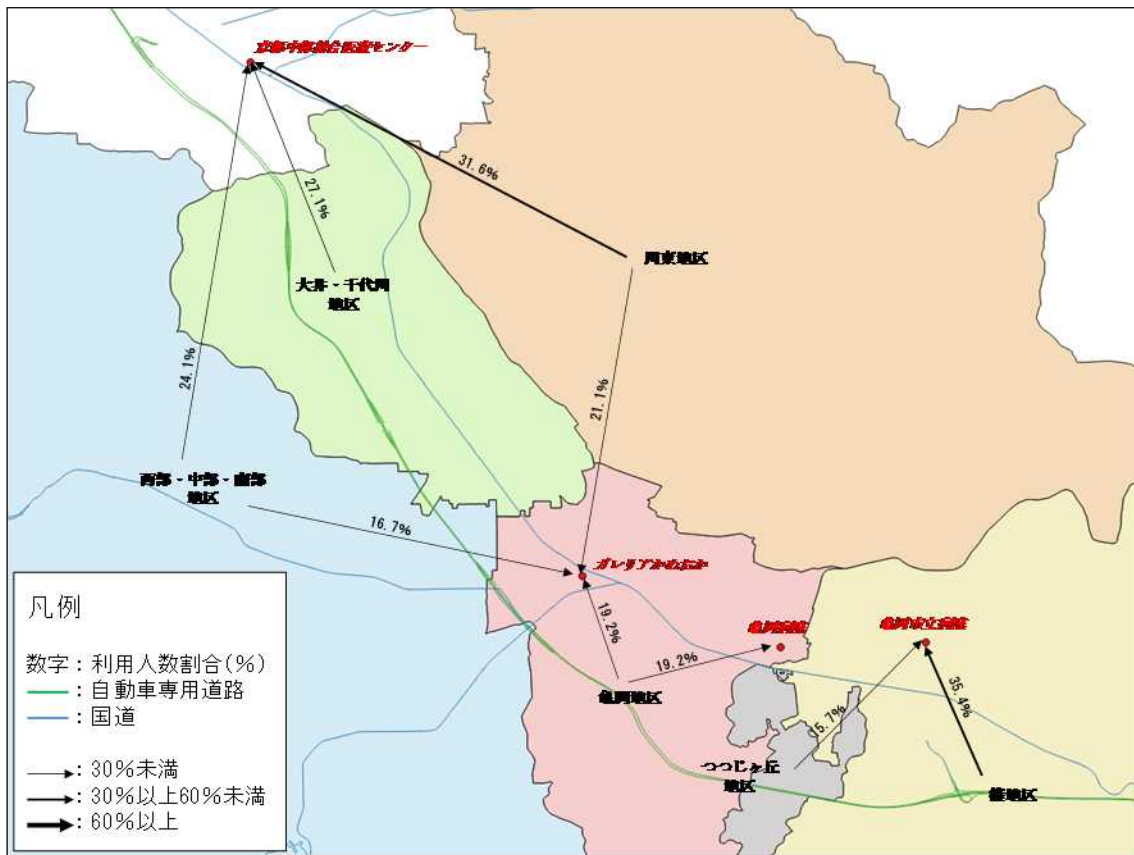 京都中部総合医療センター
31.6%
27.1%
川東地区
大井・千代川
地区
24.1%
21.1%
西部・中部・南部
地区
16.7%
ガレリアかめおか
19.2%
亀岡病院
亀岡市立病院
19.2%
亀岡地区
15.7%
35.4%
つつじヶ丘
地区
篠地区
凡例
数字：利用人数割合(%)
：自動車専用道路
：国道
：30%未満
：30%以上60%未満
：60%以上